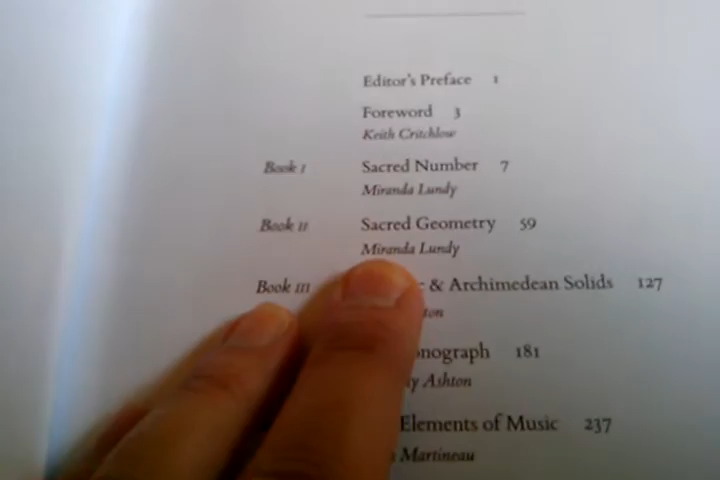 Editor's Preface 1
Foreword 3
Keith Critchlow
Book I Sacred Number 7
Miranda Lundy
Book II Sacred Geometry 59
Miranda Lundy
Book III & Archimedean Solids 127
181
Ashton
Elements of Music 237
Martineau